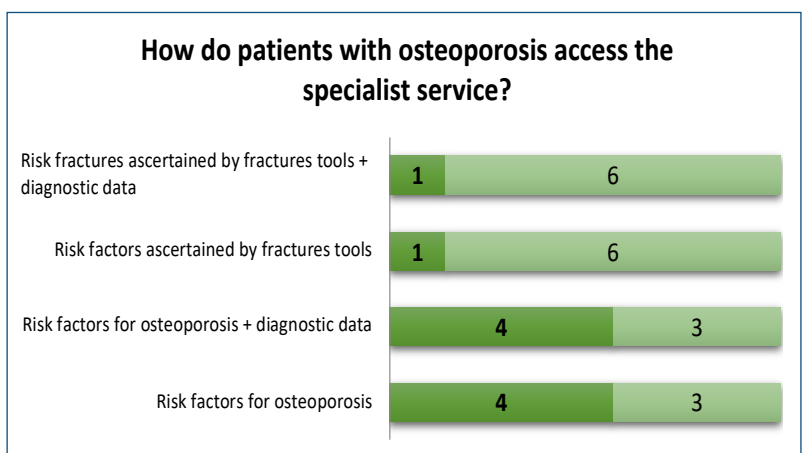 How do patients with osteoporosis access the
specialist service?
Risk fractures ascertained by fractures tools +
diagnostic data
1
6
Risk factors ascertained by fractures tools
1
6
Risk factors for osteoporosis + diagnostic data
4
3
Risk factors for osteoporosis
4
3